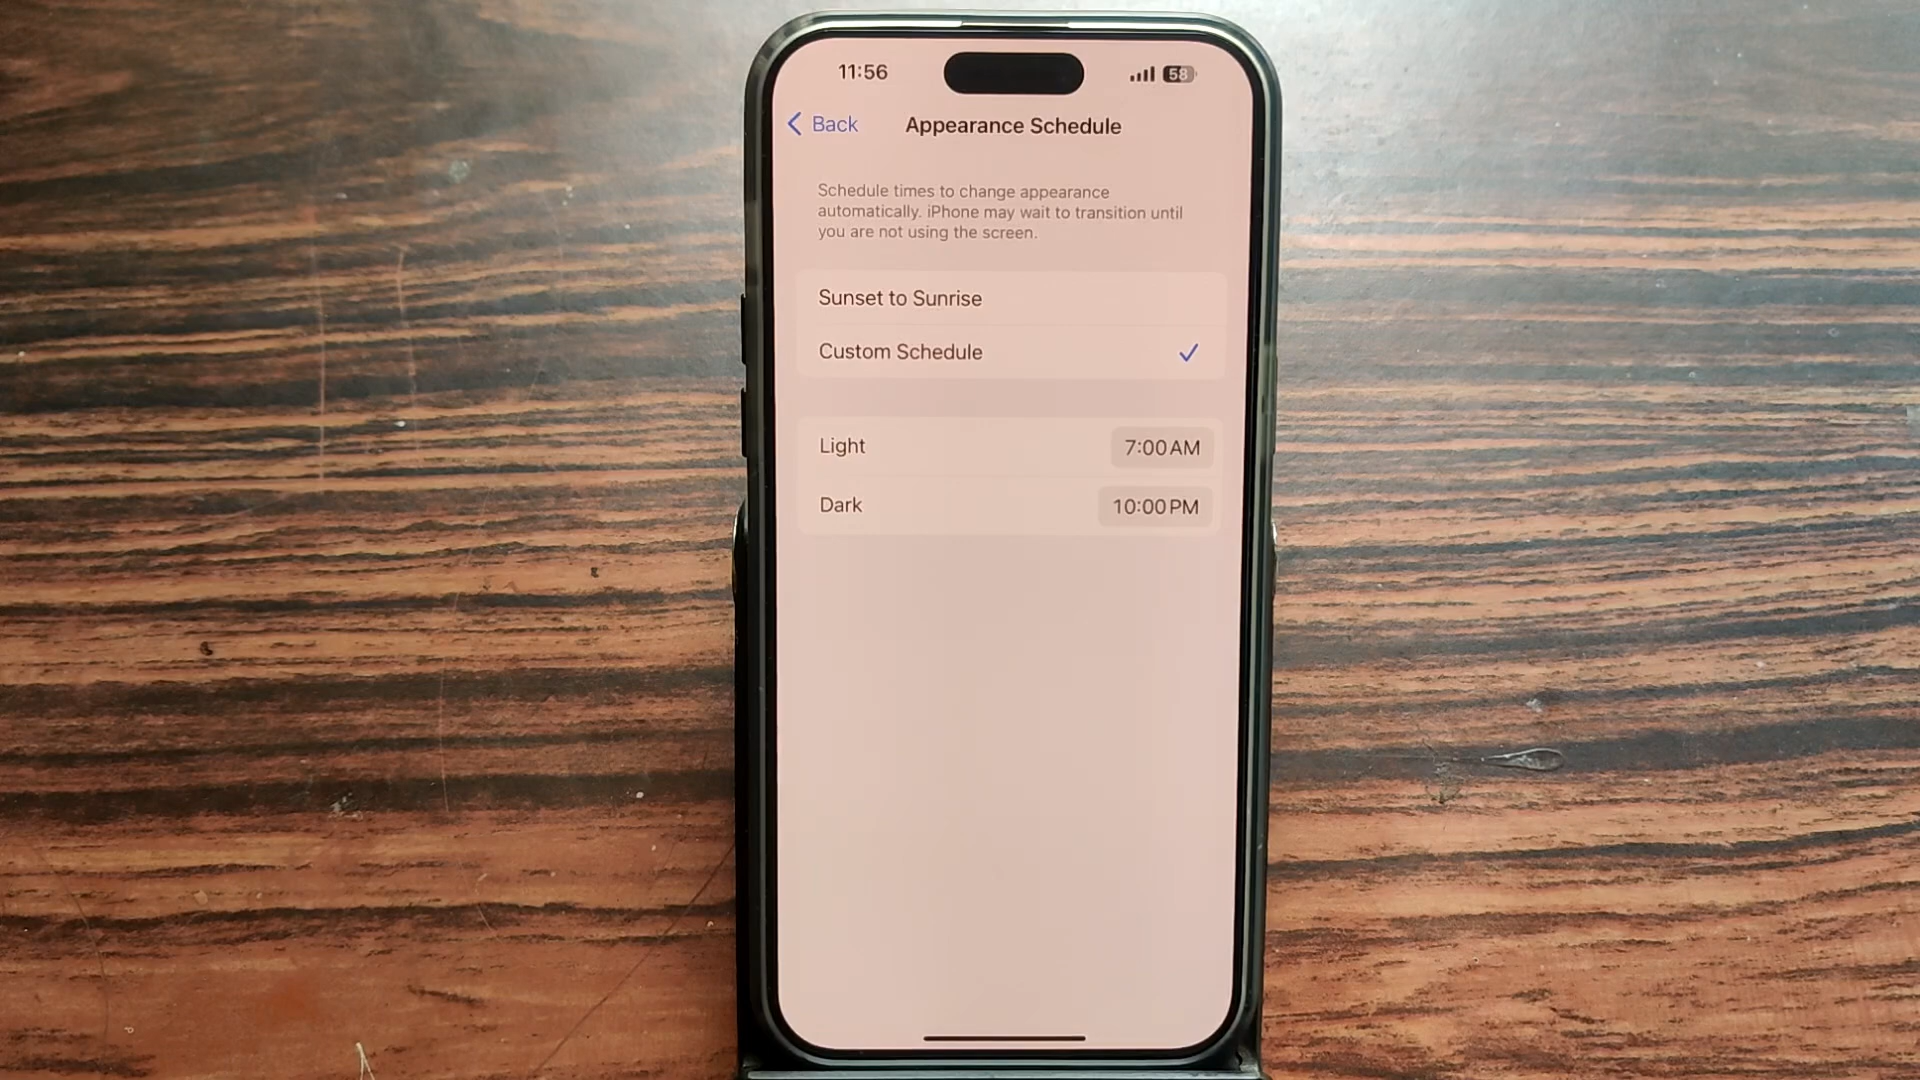 11:56
58
Back
Appearance Schedule
Schedule times to change appearance
automatically. iPhone may wait to transition until
you are not using the screen.
Sunset to Sunrise
Custom Schedule
Light
7:00 AM
Dark
10:00 PM